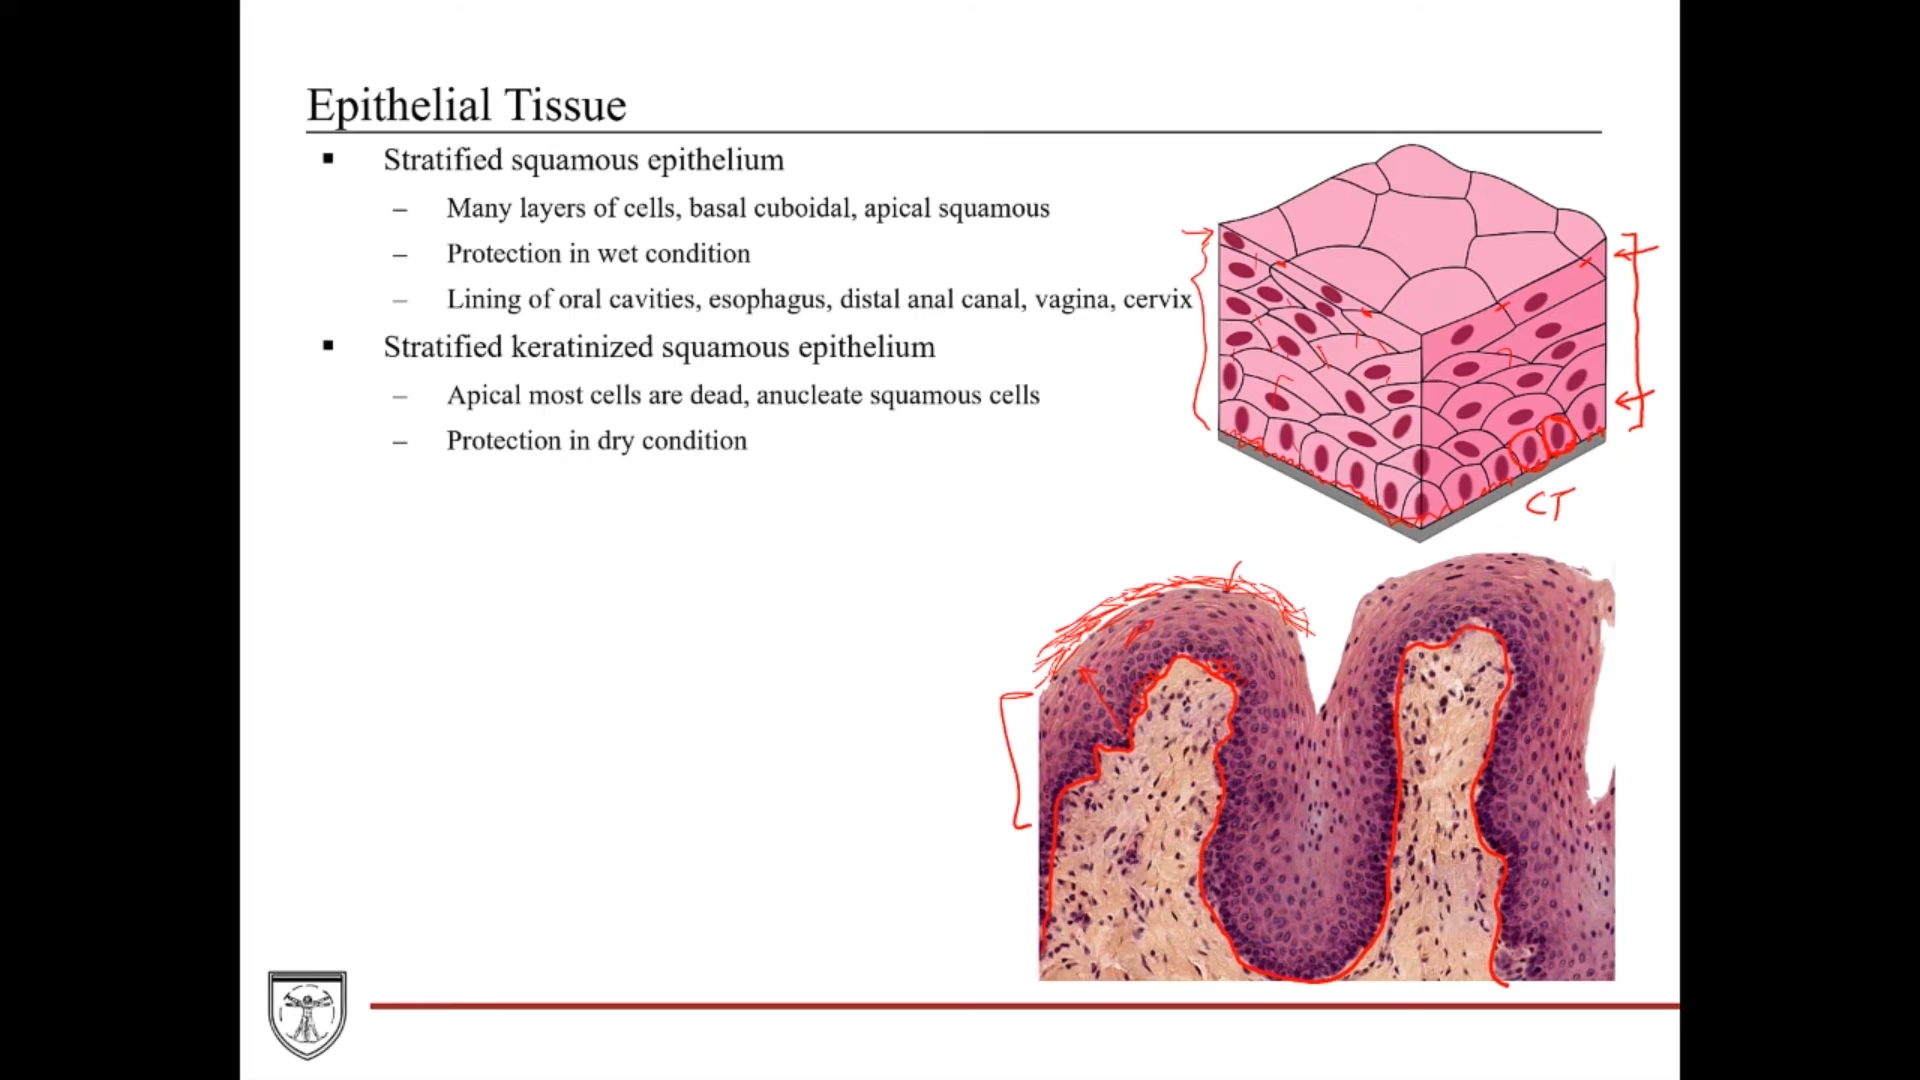 Epithelial Tissue
▪ Stratified squamous epithelium
– Many layers of cells, basal cuboidal, apical squamous
– Protection in wet condition
– Lining of oral cavities, esophagus, distal anal canal, vagina, cervix
▪ Stratified keratinized squamous epithelium
– Apical most cells are dead, anucleate squamous cells
– Protection in dry condition
CT